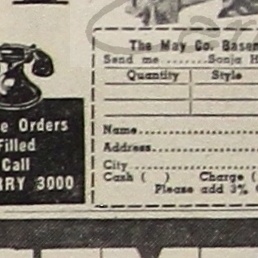 The May Co. Basem
Send me ........ Sonja H
Quantity Style
Name
Address
City
Cash ( ) Charge (
Please add 3%
e Orders
Filled
Call
RRY 3000